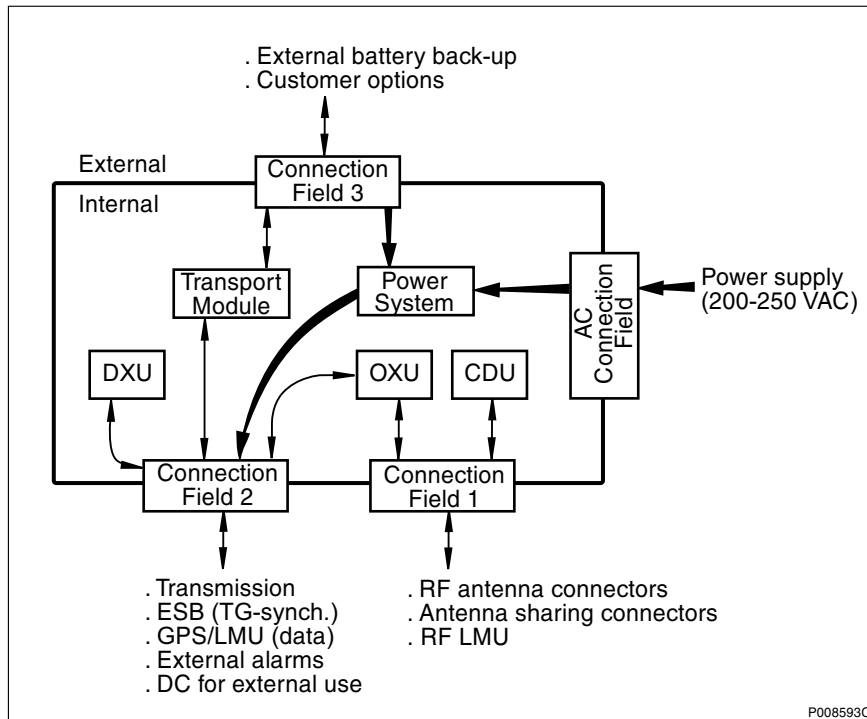 . External battery back-up
. Customer options
External
Internal
Connection
Field 3
Transport
Module
Power
System
AC
Connection
Field
Power supply
(200-250 VAC)
DXU
OXU
CDU
Connection
Field 2
Connection
Field 1
. Transmission
. ESB (TG-synch.)
. GPS/LMU (data)
. External alarms
. DC for external use
. RF antenna connectors
. Antenna sharing connectors
. RF LMU
P008593C